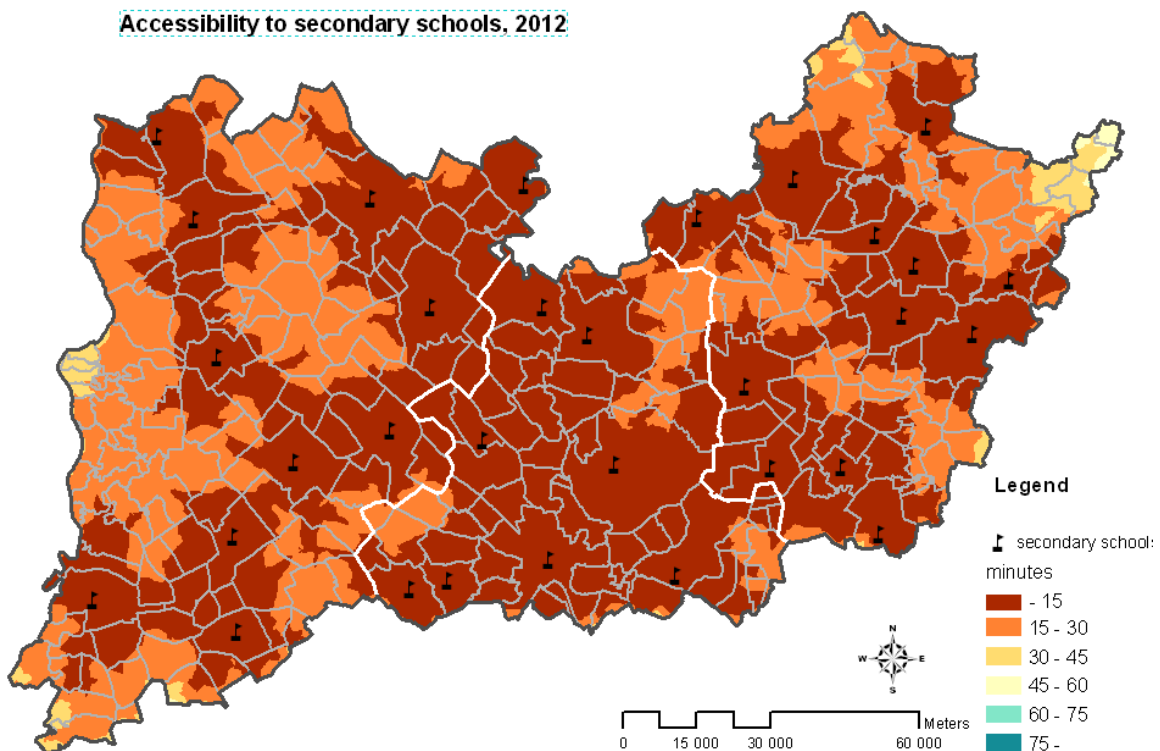 Accessibility to secondary schools, 2012
Legend
secondary schools
minutes
- 15
15 - 30
30 - 45
45 - 60
60 - 75
75 -
N
W E
S
Meters
0 15 000 30 000 60 000